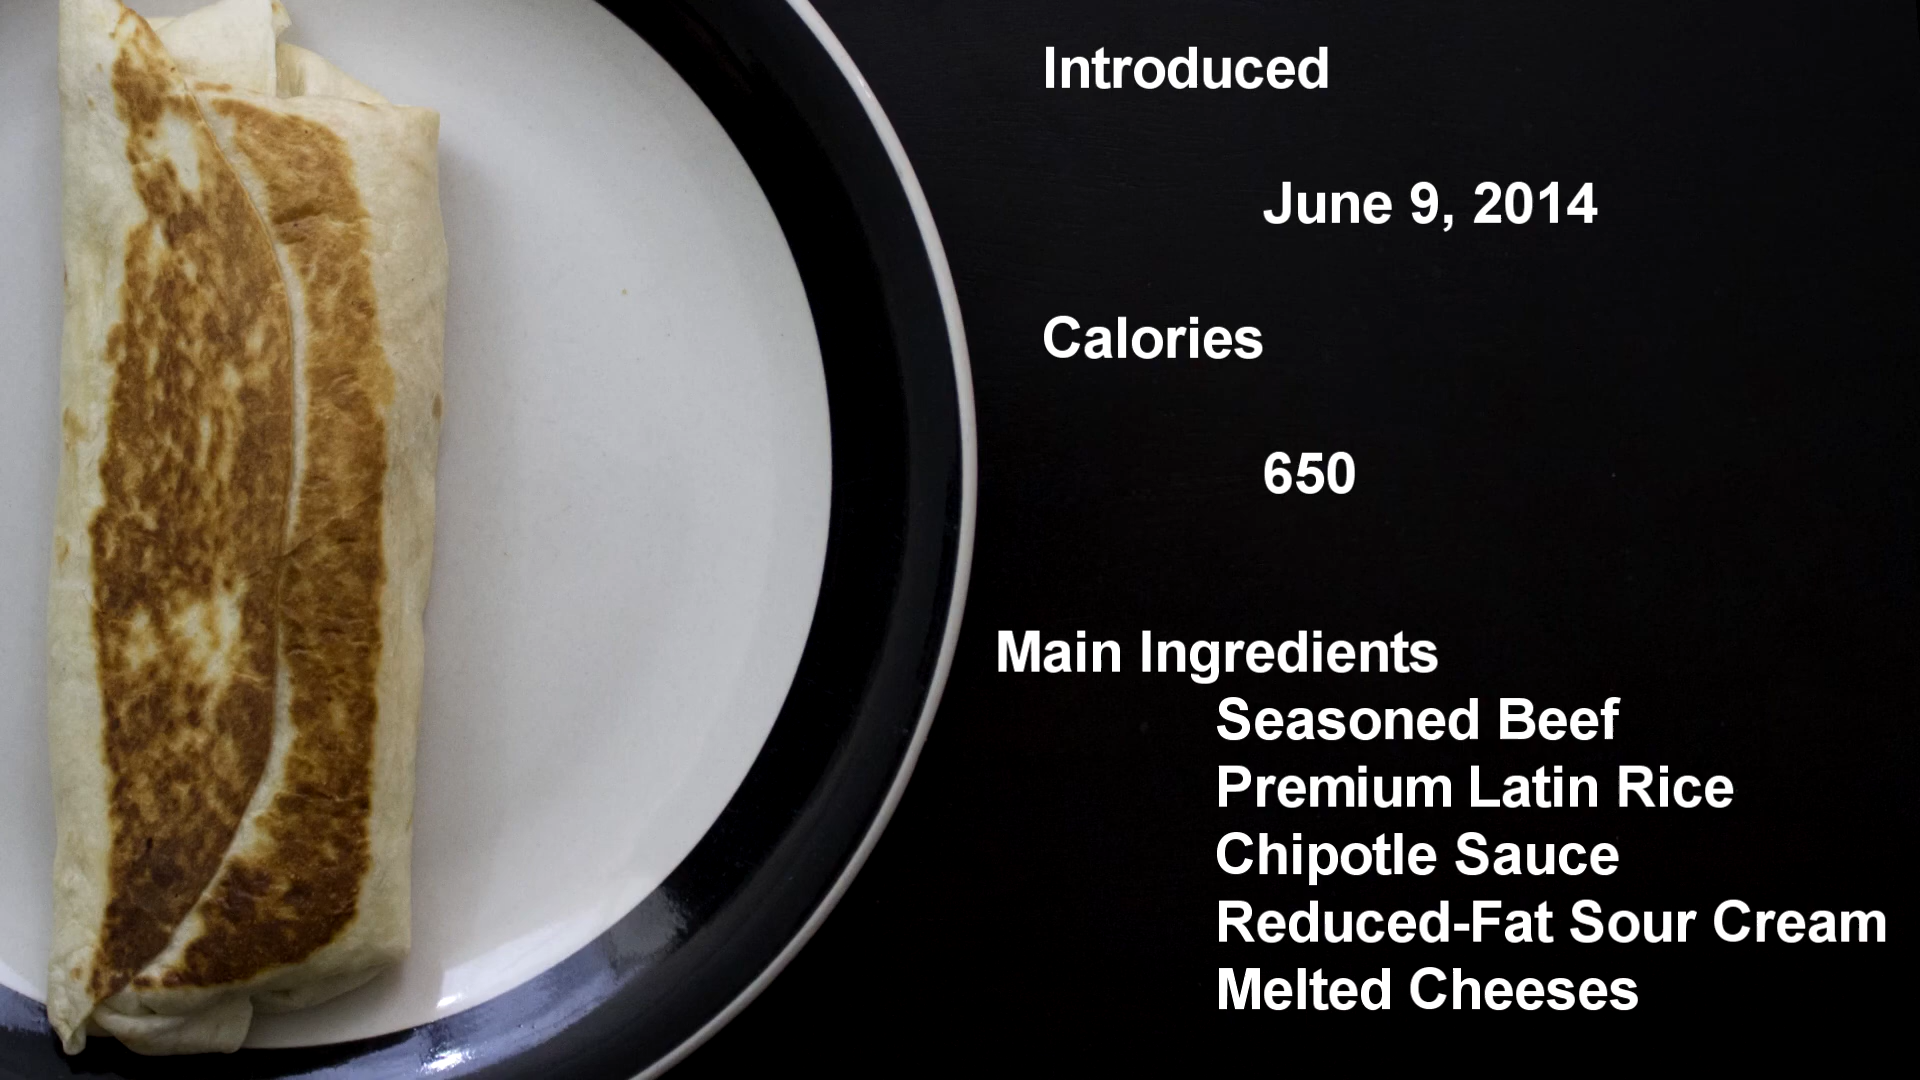 Introduced
June 9, 2014
Calories
650
Main Ingredients
Seasoned Beef
Premium Latin Rice
Chipotle Sauce
Reduced-Fat Sour Cream
Melted Cheeses